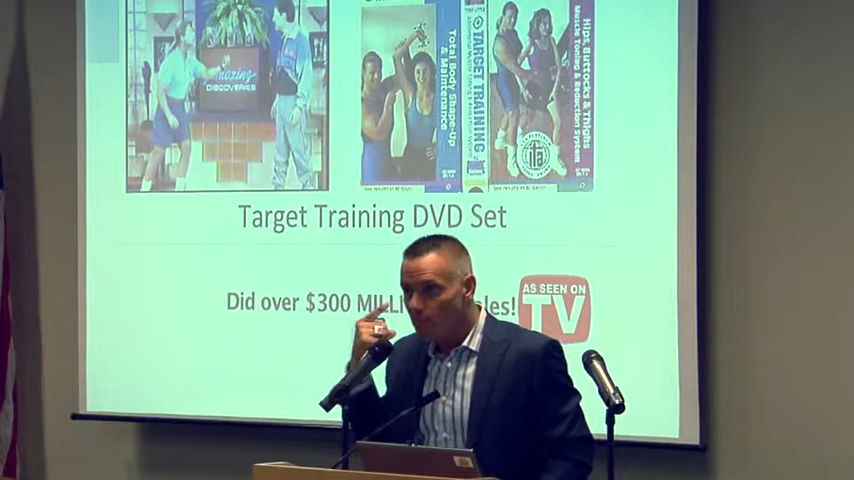 Amazing
DISCOVERIES
Total Body Shape-Up
& Maintenance
TARGET TRAINING
Hips, Buttocks & Thighs
Muscle Toning & Reduction System
ita
Target Training DVD Set
Did over $300 MILLI les!
AS SEEN ON
TV